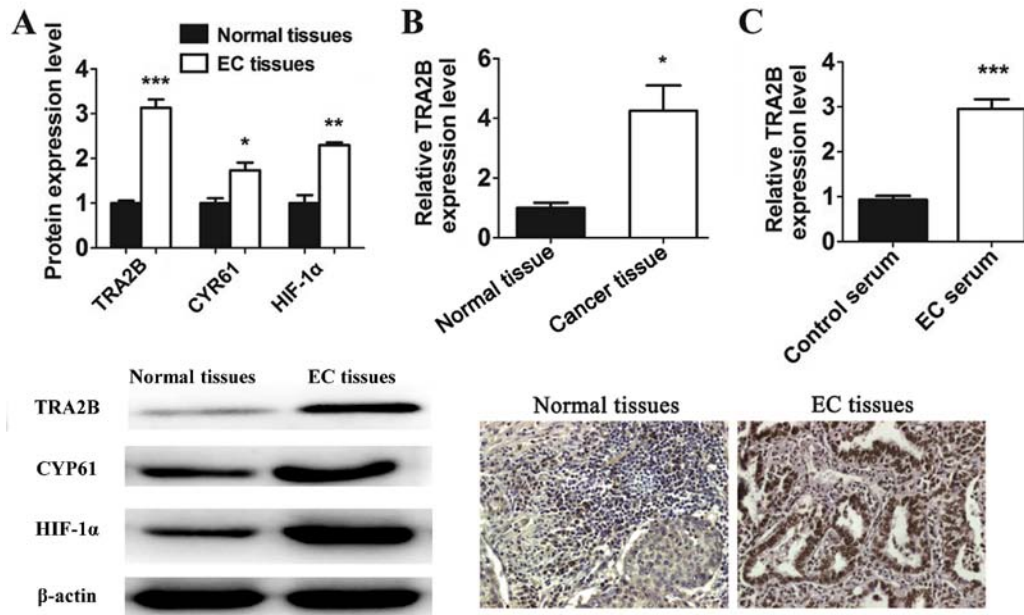 A
Normal tissues
EC tissues
Protein expression level
4
3
2
1
0
***
*
**
TRA2B
CYR61
HIF-1α
B
Relative TRA2B
expression level
6
4
2
0
*
Normal tissue
Cancer tissue
C
Relative TRA2B
expression level
4
3
2
1
0
***
Control serum
EC serum
Normal tissues EC tissues
TRA2B
CYP61
HIF-1α
β-actin
Normal tissues EC tissues